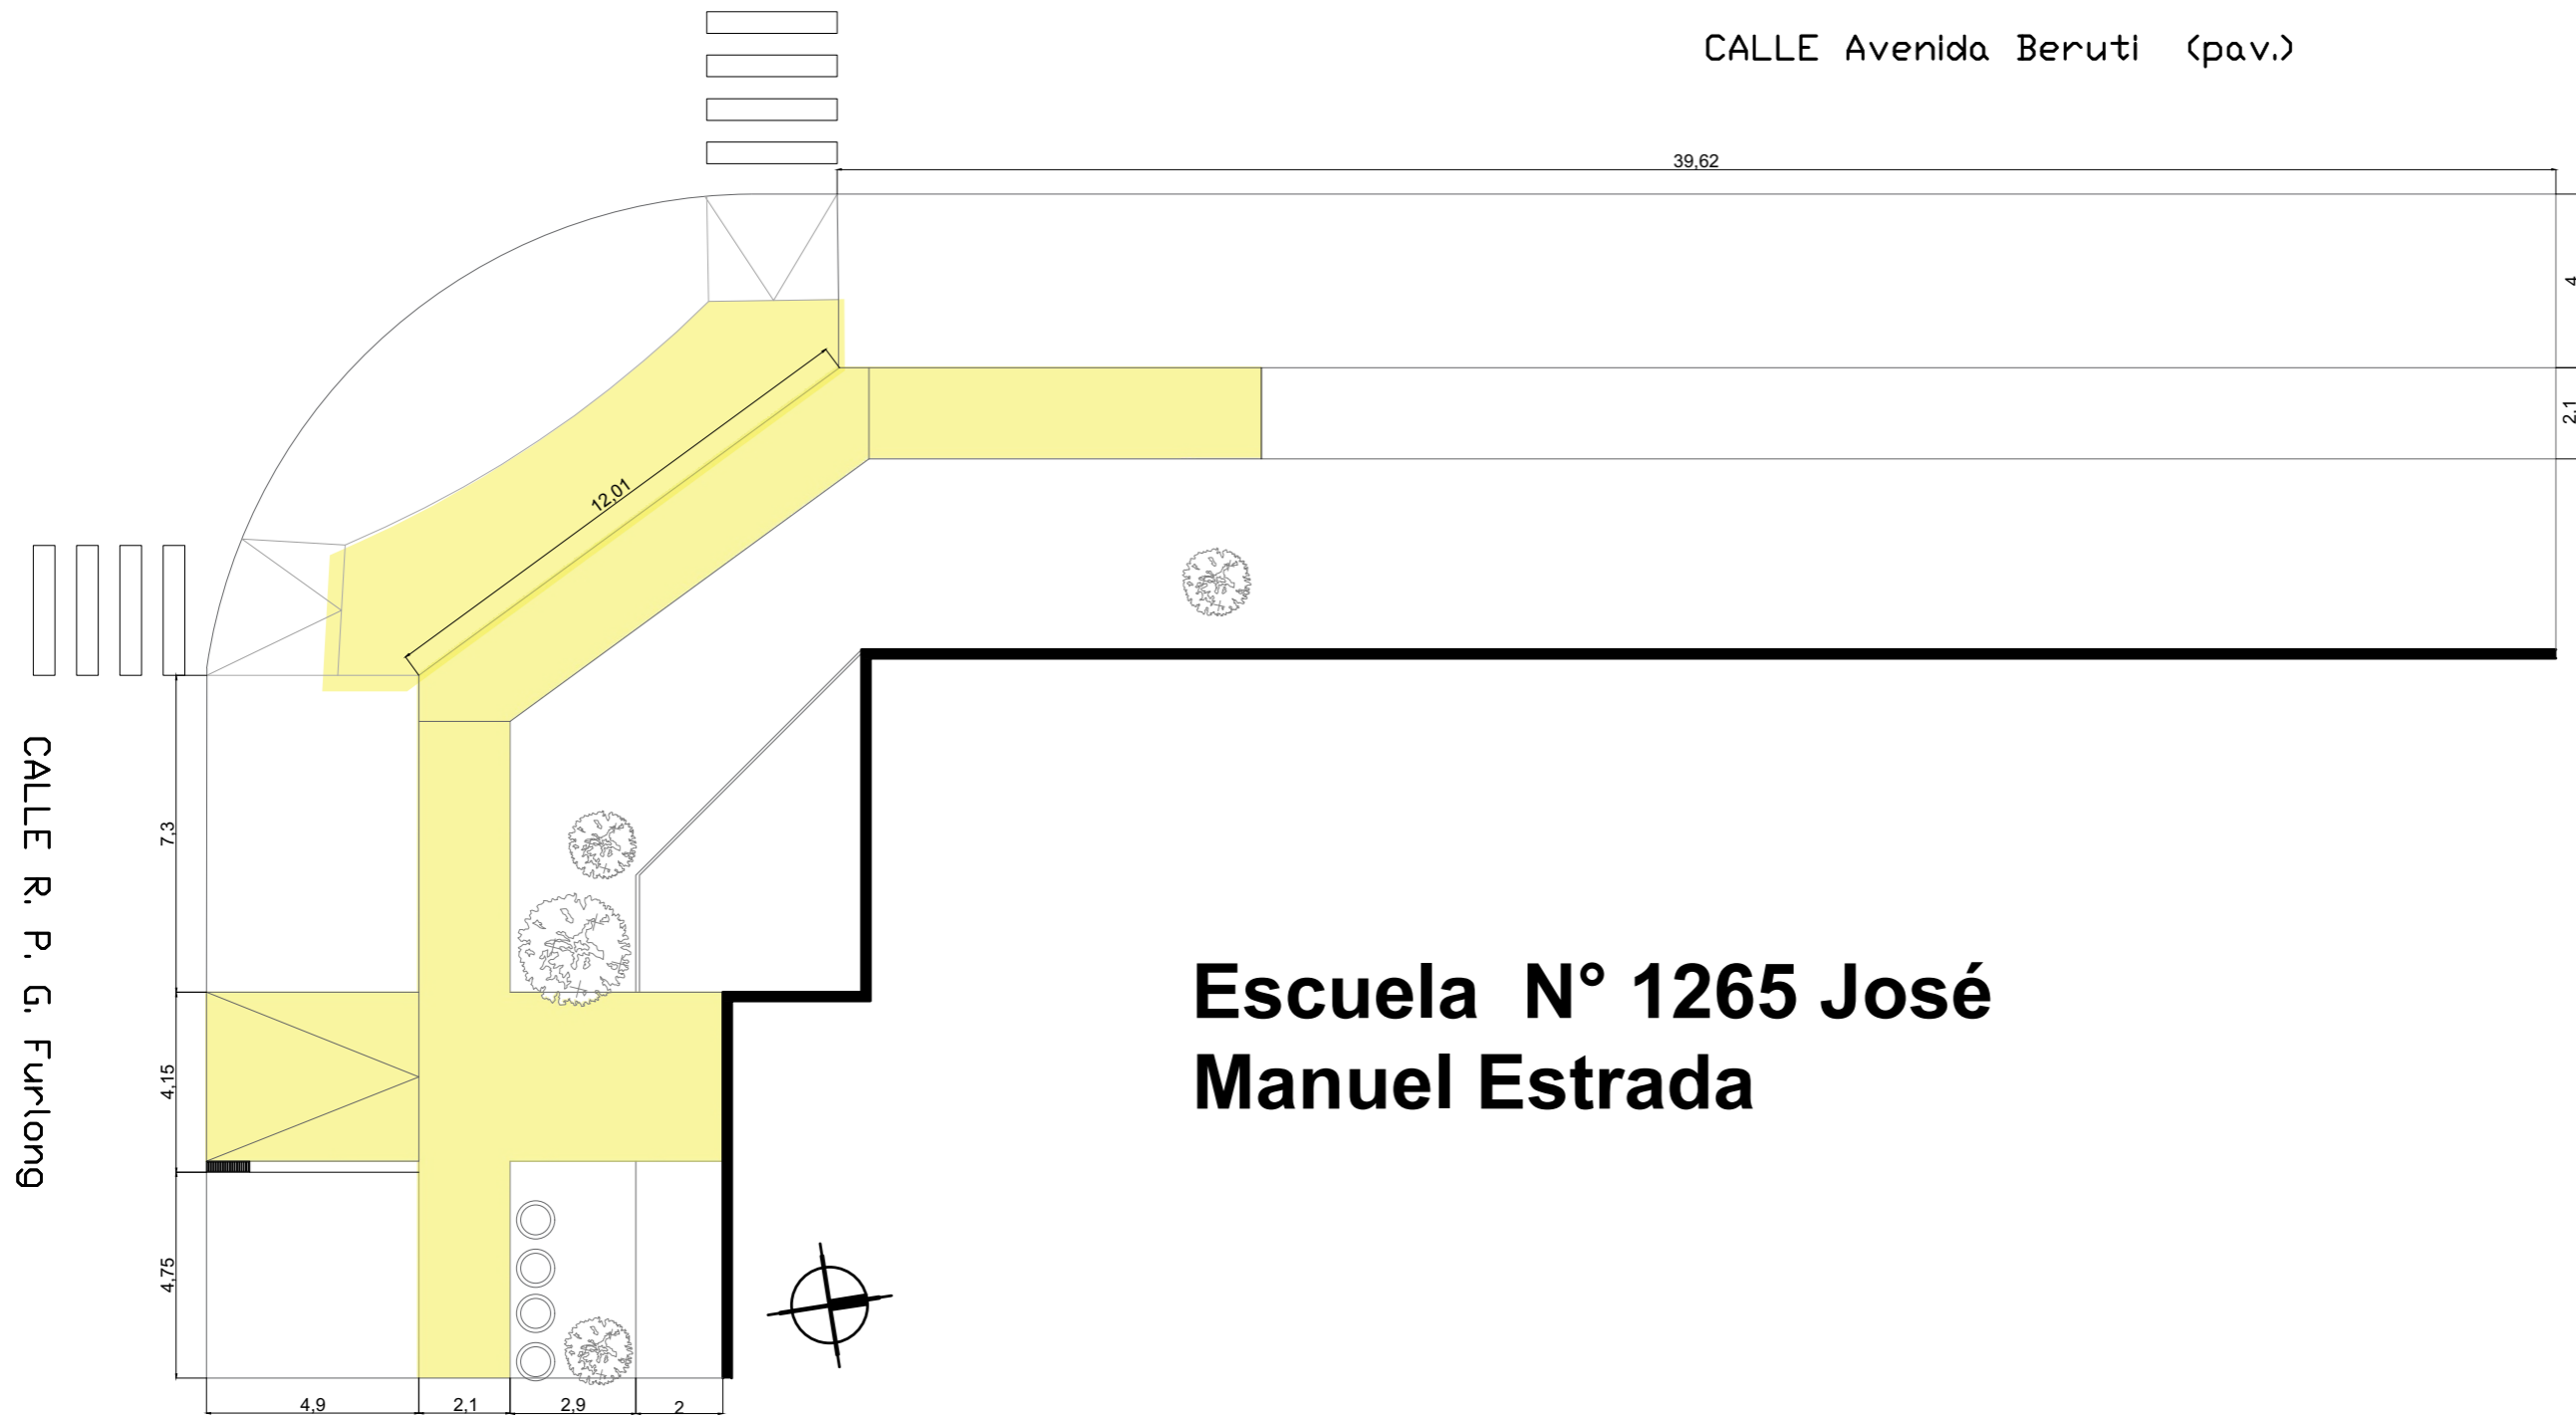 CALLE Avenida Beruti (pav.)
39,62
4
2,1
12,01
7,3
CALLE R. P. G. Furlong
Escuela N° 1265 José
Manuel Estrada
4,15
4,75
4,9
2,1
2,9
2